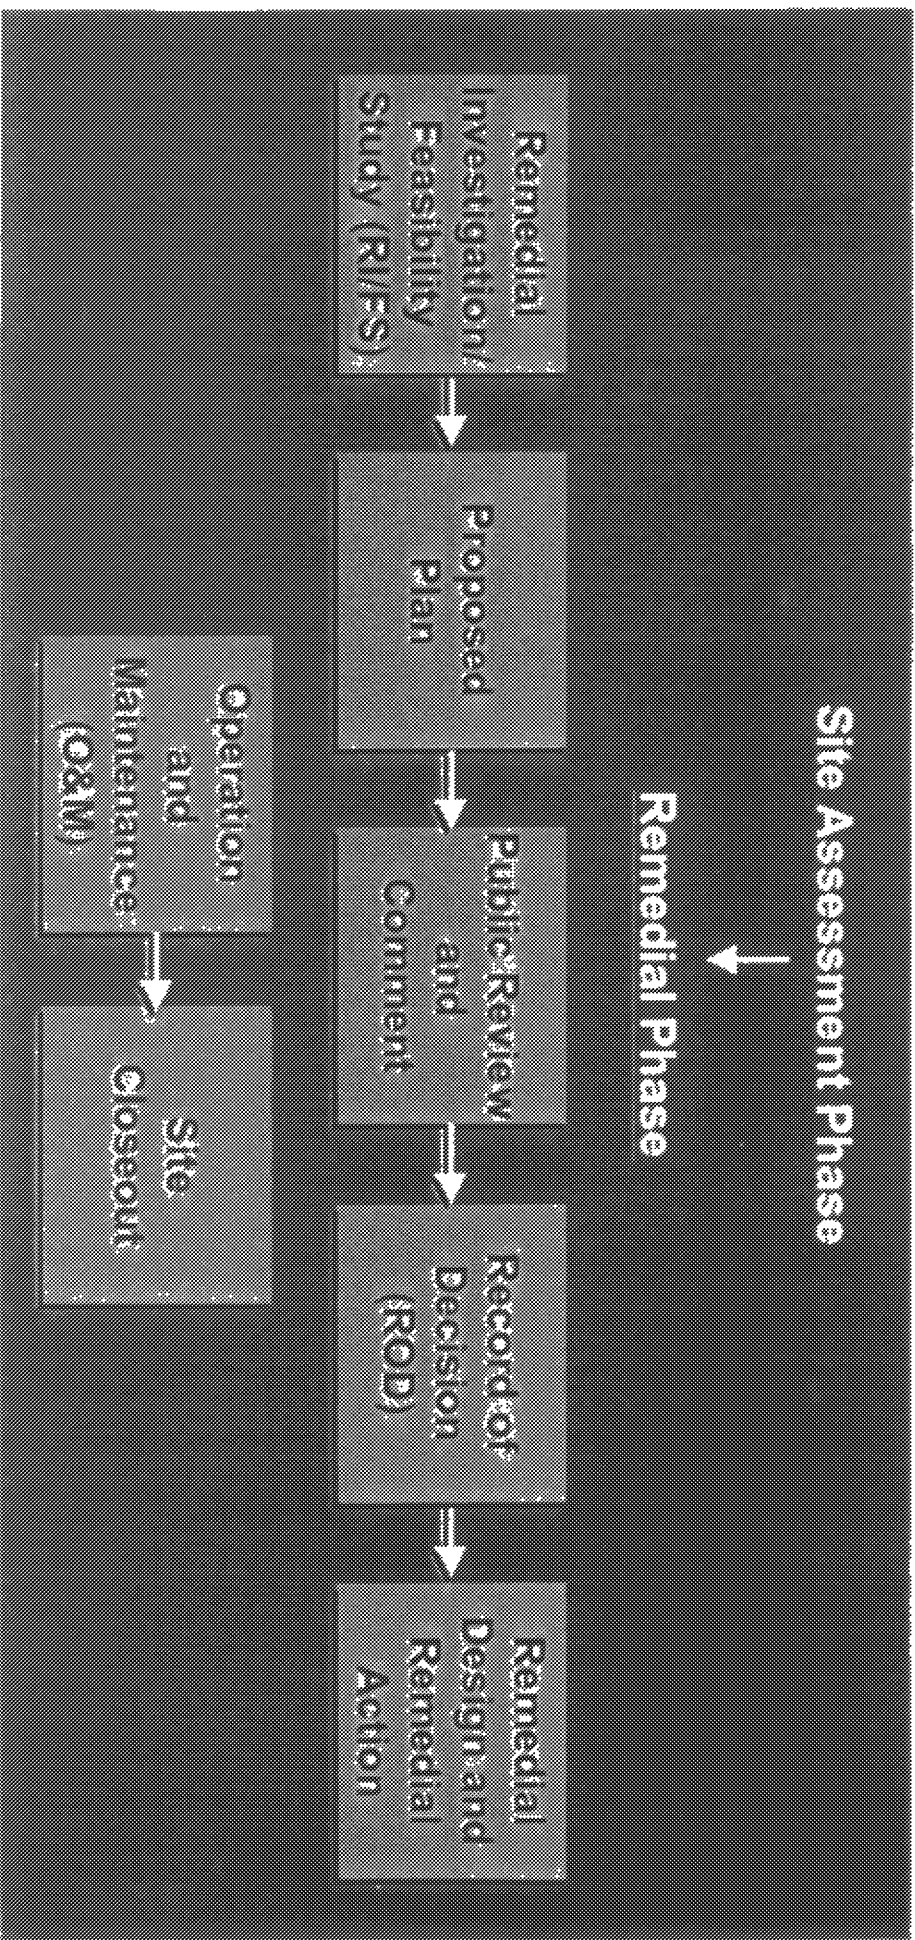 Site Assessment Phase
Remedial Phase
Remedial
Investigation/
Feasibility
Study (RI/FS)
Proposed
Plan
Public Review
and
Comment
Record of
Decision
(ROD)
Remedial
Design and
Remedial
Action
Operation
and
Maintenance
(O&M)
Site
Closeout